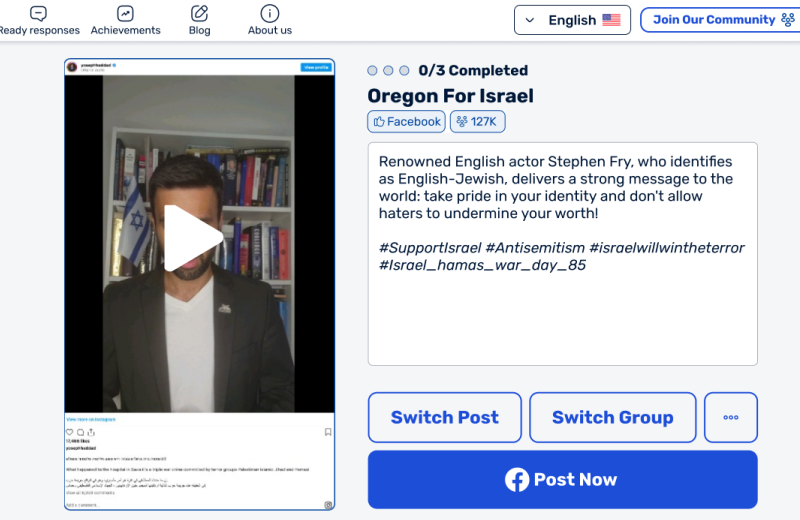 Ready responses
Achievements
Blog
About us
English
Join Our Community
yosephhaddad
View profile
0/3 Completed
Oregon For Israel
Facebook
127K
Renowned English actor Stephen Fry, who identifies
as English-Jewish, delivers a strong message to the
world: take pride in your identity and don't allow
haters to undermine your worth!
#SupportIsrael #Antisemitism #israelwillwintheterror
#Israel_hamas_war_day_85
View more on Instagram
yosephhaddad
Switch Post
Switch Group
Post Now